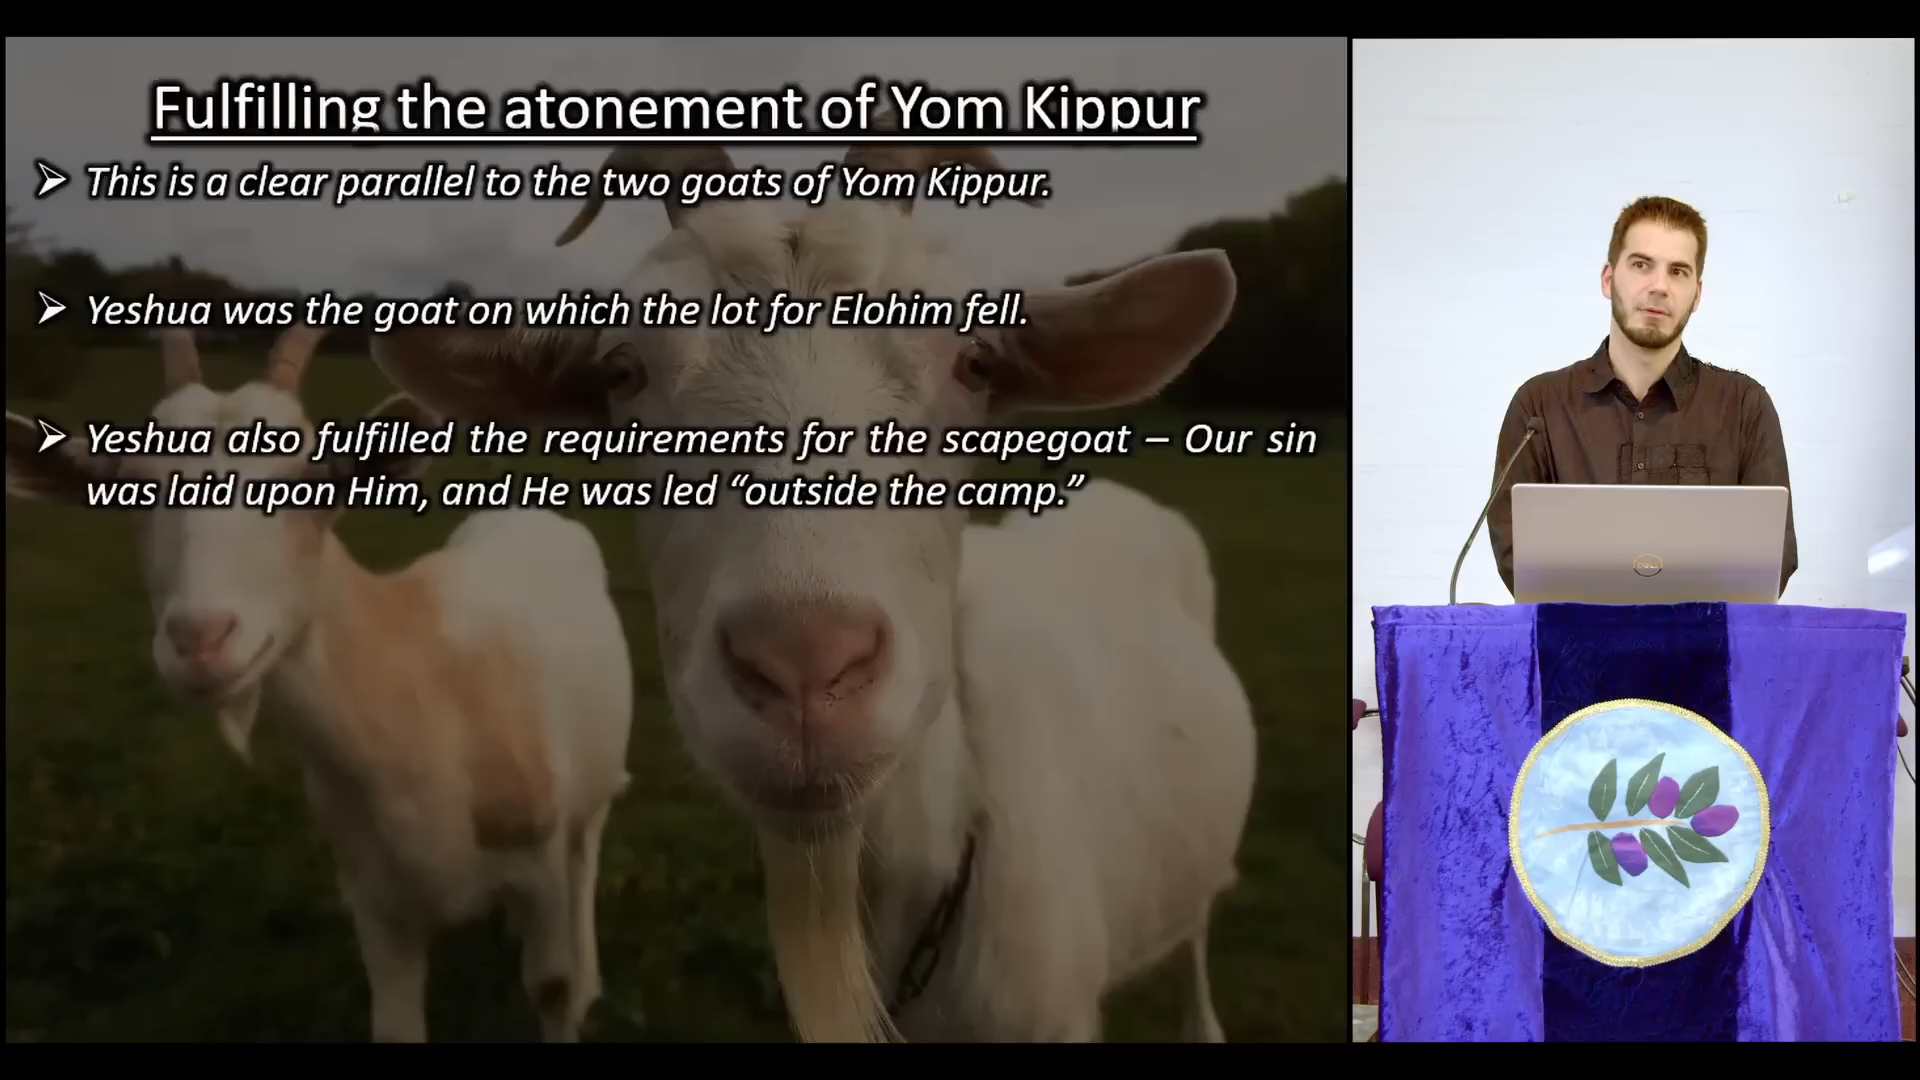 Fulfilling the atonement of Yom Kippur
➢ This is a clear parallel to the two goats of Yom Kippur.
➢ Yeshua was the goat on which the lot for Elohim fell.
➢ Yeshua also fulfilled the requirements for the scapegoat – Our sin
was laid upon Him, and He was led “outside the camp.”
DELL